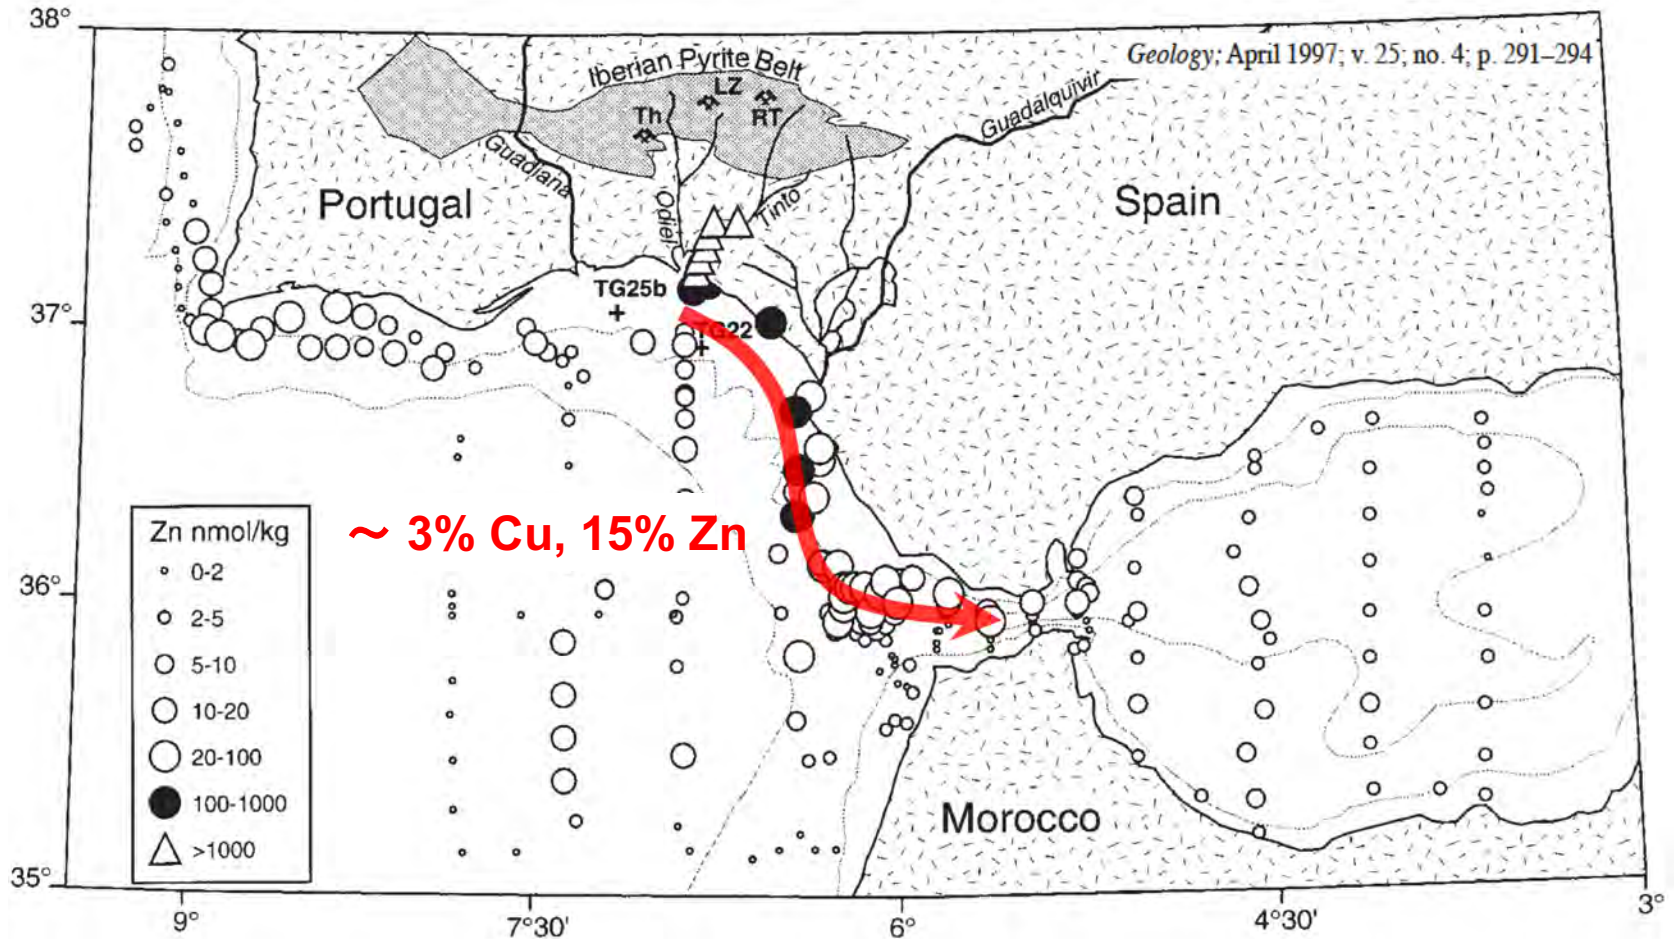 38°
Geology; April 1997; v. 25; no. 4; p. 291–294
Iberian Pyrite Belt
LZ
RT
Th
Guadalquivir
Guadiana
Portugal
Spain
Odiel
Tinto
TG25b
37°
TG22
Zn nmol/kg
0-2
2-5
5-10
10-20
20-100
100-1000
>1000
~ 3% Cu, 15% Zn
36°
Morocco
35°
9°
7°30'
6°
4°30'
3°